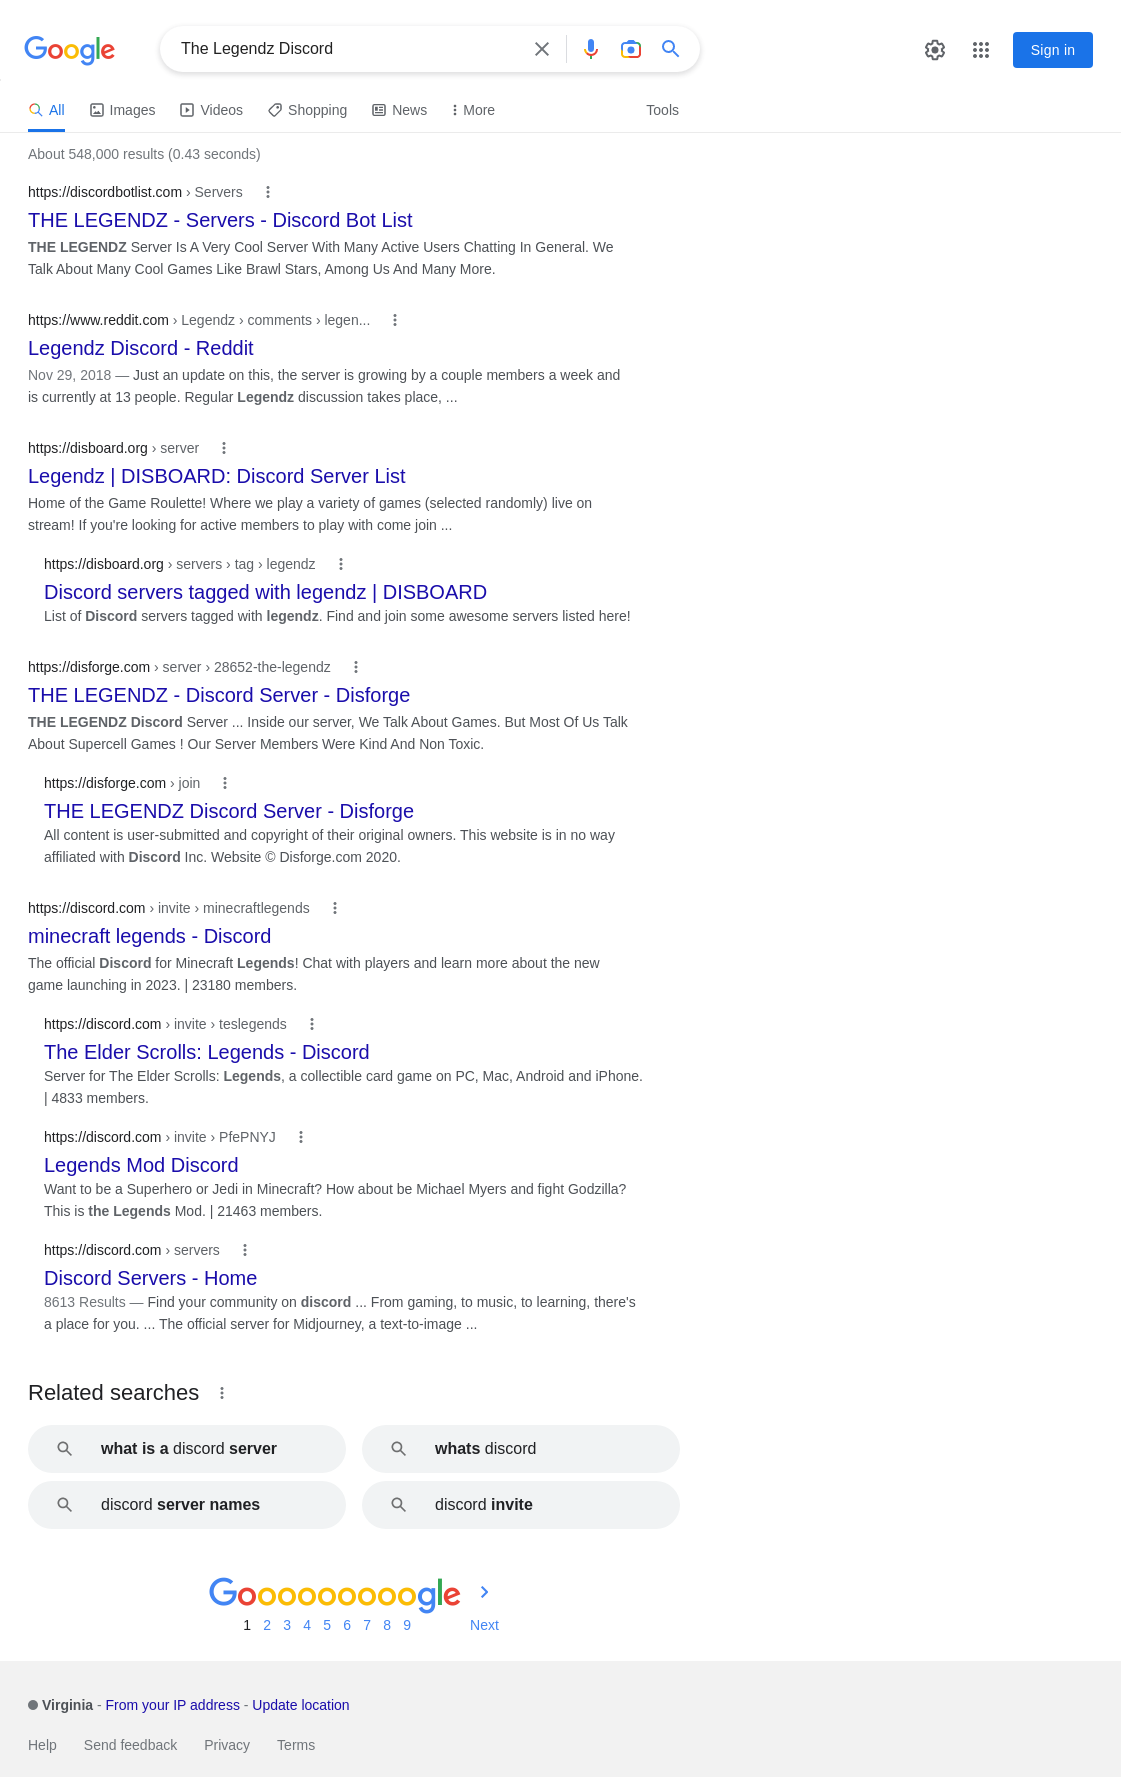 Google
The Legendz Discord
Sign in
All Images Videos Shopping News More Tools
About 548,000 results (0.43 seconds)
https://discordbotlist.com › Servers
THE LEGENDZ - Servers - Discord Bot List
THE LEGENDZ Server Is A Very Cool Server With Many Active Users Chatting In General. We
Talk About Many Cool Games Like Brawl Stars, Among Us And Many More.
https://www.reddit.com › Legendz › comments › legen...
Legendz Discord - Reddit
Nov 29, 2018 — Just an update on this, the server is growing by a couple members a week and
is currently at 13 people. Regular Legendz discussion takes place, ...
https://disboard.org › server
Legendz | DISBOARD: Discord Server List
Home of the Game Roulette! Where we play a variety of games (selected randomly) live on
stream! If you're looking for active members to play with come join ...
https://disboard.org › servers › tag › legendz
Discord servers tagged with legendz | DISBOARD
List of Discord servers tagged with legendz. Find and join some awesome servers listed here!
https://disforge.com › server › 28652-the-legendz
THE LEGENDZ - Discord Server - Disforge
THE LEGENDZ Discord Server ... Inside our server, We Talk About Games. But Most Of Us Talk
About Supercell Games ! Our Server Members Were Kind And Non Toxic.
https://disforge.com › join
THE LEGENDZ Discord Server - Disforge
All content is user-submitted and copyright of their original owners. This website is in no way
affiliated with Discord Inc. Website © Disforge.com 2020.
https://discord.com › invite › minecraftlegends
minecraft legends - Discord
The official Discord for Minecraft Legends! Chat with players and learn more about the new
game launching in 2023. | 23180 members.
https://discord.com › invite › teslegends
The Elder Scrolls: Legends - Discord
Server for The Elder Scrolls: Legends, a collectible card game on PC, Mac, Android and iPhone.
| 4833 members.
https://discord.com › invite › PfePNYJ
Legends Mod Discord
Want to be a Superhero or Jedi in Minecraft? How about be Michael Myers and fight Godzilla?
This is the Legends Mod. | 21463 members.
https://discord.com › servers
Discord Servers - Home
8613 Results — Find your community on discord ... From gaming, to music, to learning, there's
a place for you. ... The official server for Midjourney, a text-to-image ...
Related searches
what is a discord server
whats discord
discord server names
discord invite
Gooooooooogle
1 2 3 4 5 6 7 8 9 Next
Virginia - From your IP address - Update location
Help Send feedback Privacy Terms